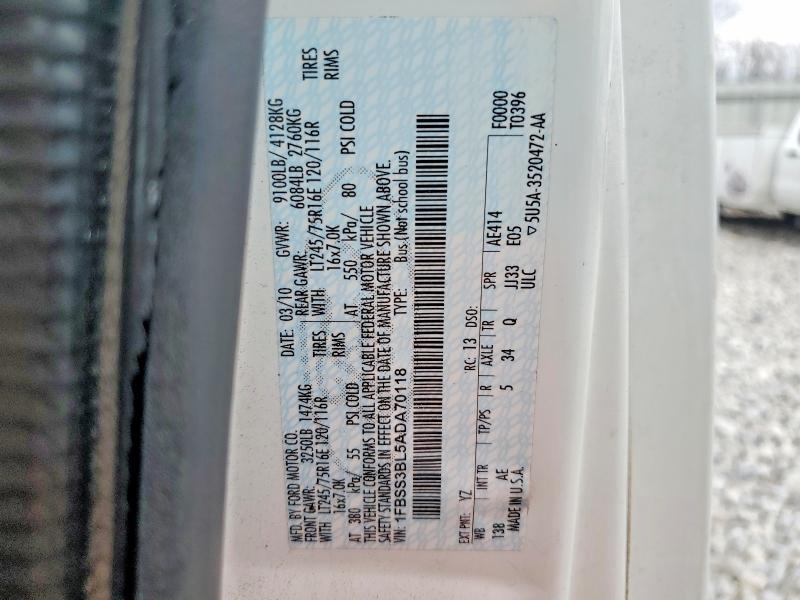 MFD. BY FORD MOTOR CO. DATE: 03/10 GVWR: 9100LB/ 4128KG
FRONT GAWR: 3250LB 1474KG REAR GAWR: 6084LB 2760KG
LT245/75R16E 120/116R TIRES WITH LT245/75R16E 120/116R TIRES
16x7.0K RIMS 16x7.0K RIMS
AT 380 kPa/ 55 PSI COLD AT 550 kPa/ 80 PSI COLD
THIS VEHICLE CONFORMS TO ALL APPLICABLE FEDERAL MOTOR VEHICLE
SAFETY STANDARDS IN EFFECT ON THE DATE OF MANUFACTURE SHOWN ABOVE.
VIN: 1FBSS3BL5ADA70118 TYPE: Bus (Not school bus)
EXT PNT: YZ RC: 13 DSO: F0000
WB INT TR TP/PS R AXLE TR SPR AE414 T0396
138 AE 5 34 Q JJ33 E05
MADE IN U.S.A. ULC ▽5U5A-3520472-AA